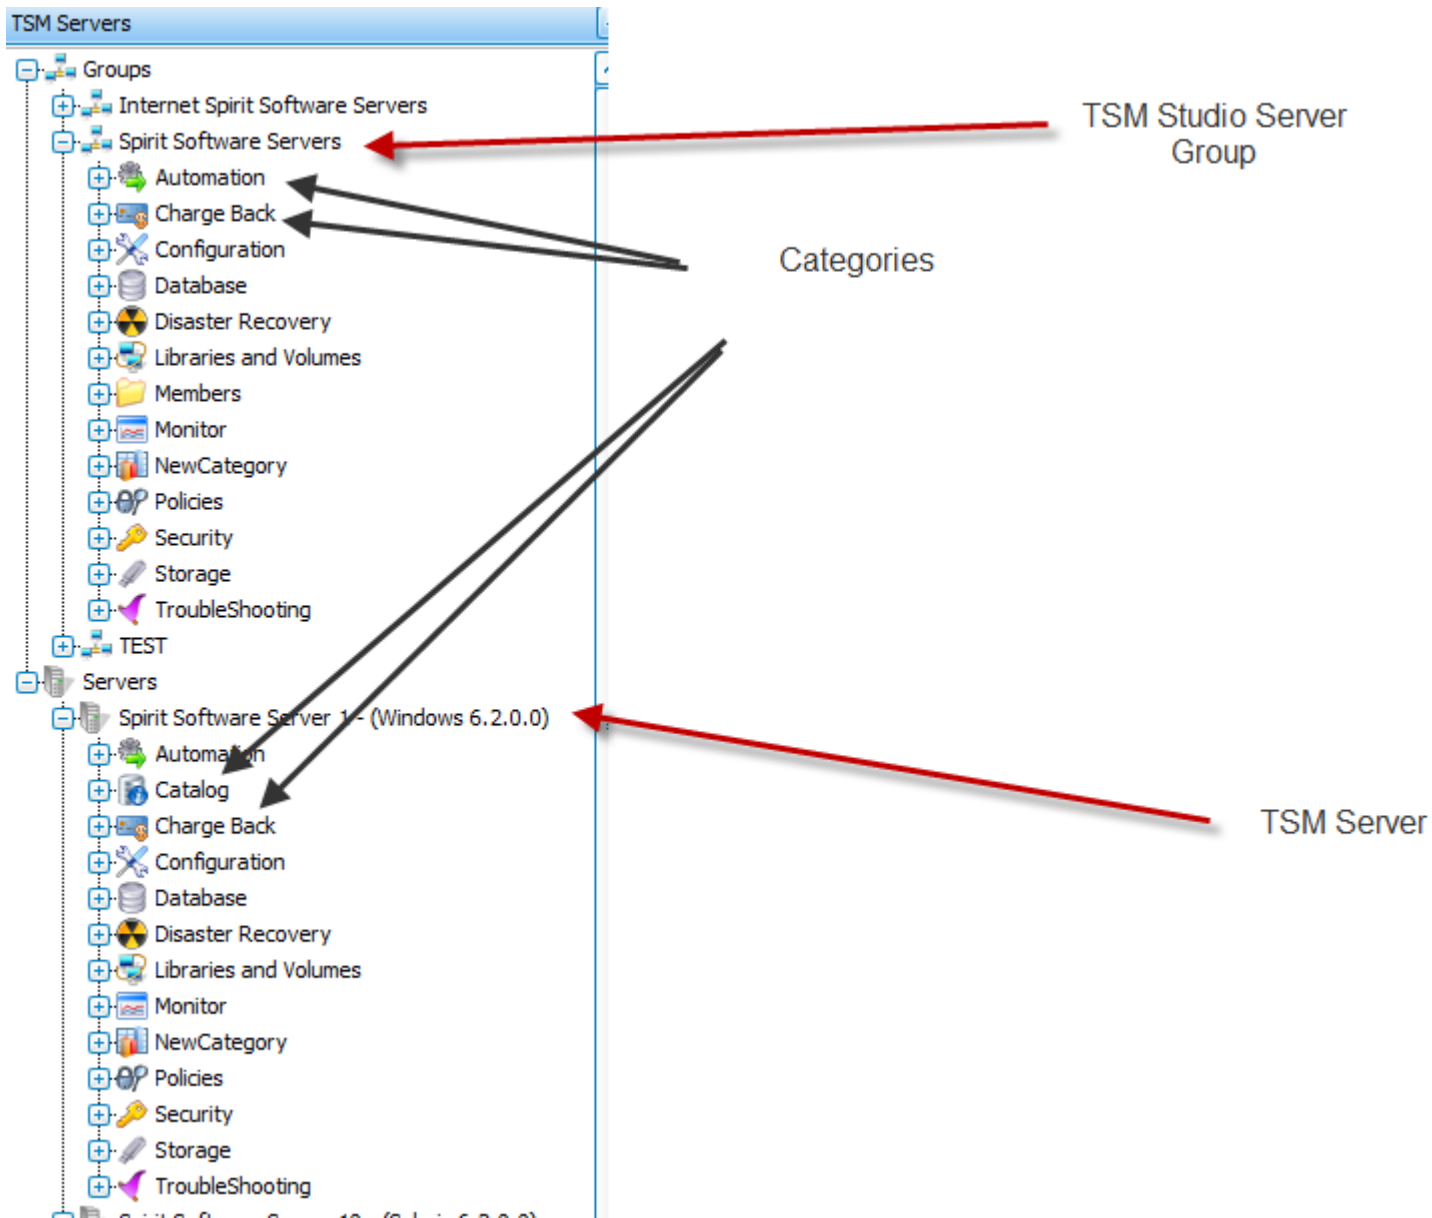 TSM Servers
Groups
Internet Spirit Software Servers
Spirit Software Servers
Automation
Charge Back
Configuration
Database
Disaster Recovery
Libraries and Volumes
Members
Monitor
NewCategory
Policies
Security
Storage
TroubleShooting
TEST
Servers
Spirit Software Server 1 - (Windows 6.2.0.0)
Automation
Catalog
Charge Back
Configuration
Database
Disaster Recovery
Libraries and Volumes
Monitor
NewCategory
Policies
Security
Storage
TroubleShooting
TSM Studio Server
Group
Categories
TSM Server